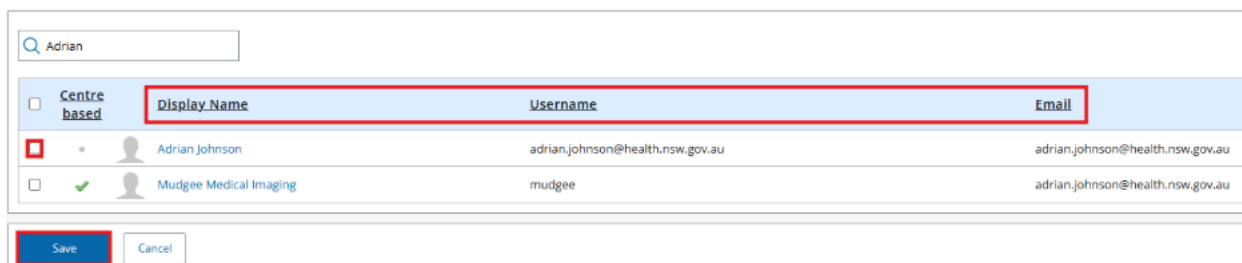 Adrian
Centre based Display Name Username Email
Adrian Johnson adrian.johnson@health.nsw.gov.au adrian.johnson@health.nsw.gov.au
Mudgee Medical Imaging mudgee adrian.johnson@health.nsw.gov.au
Save Cancel